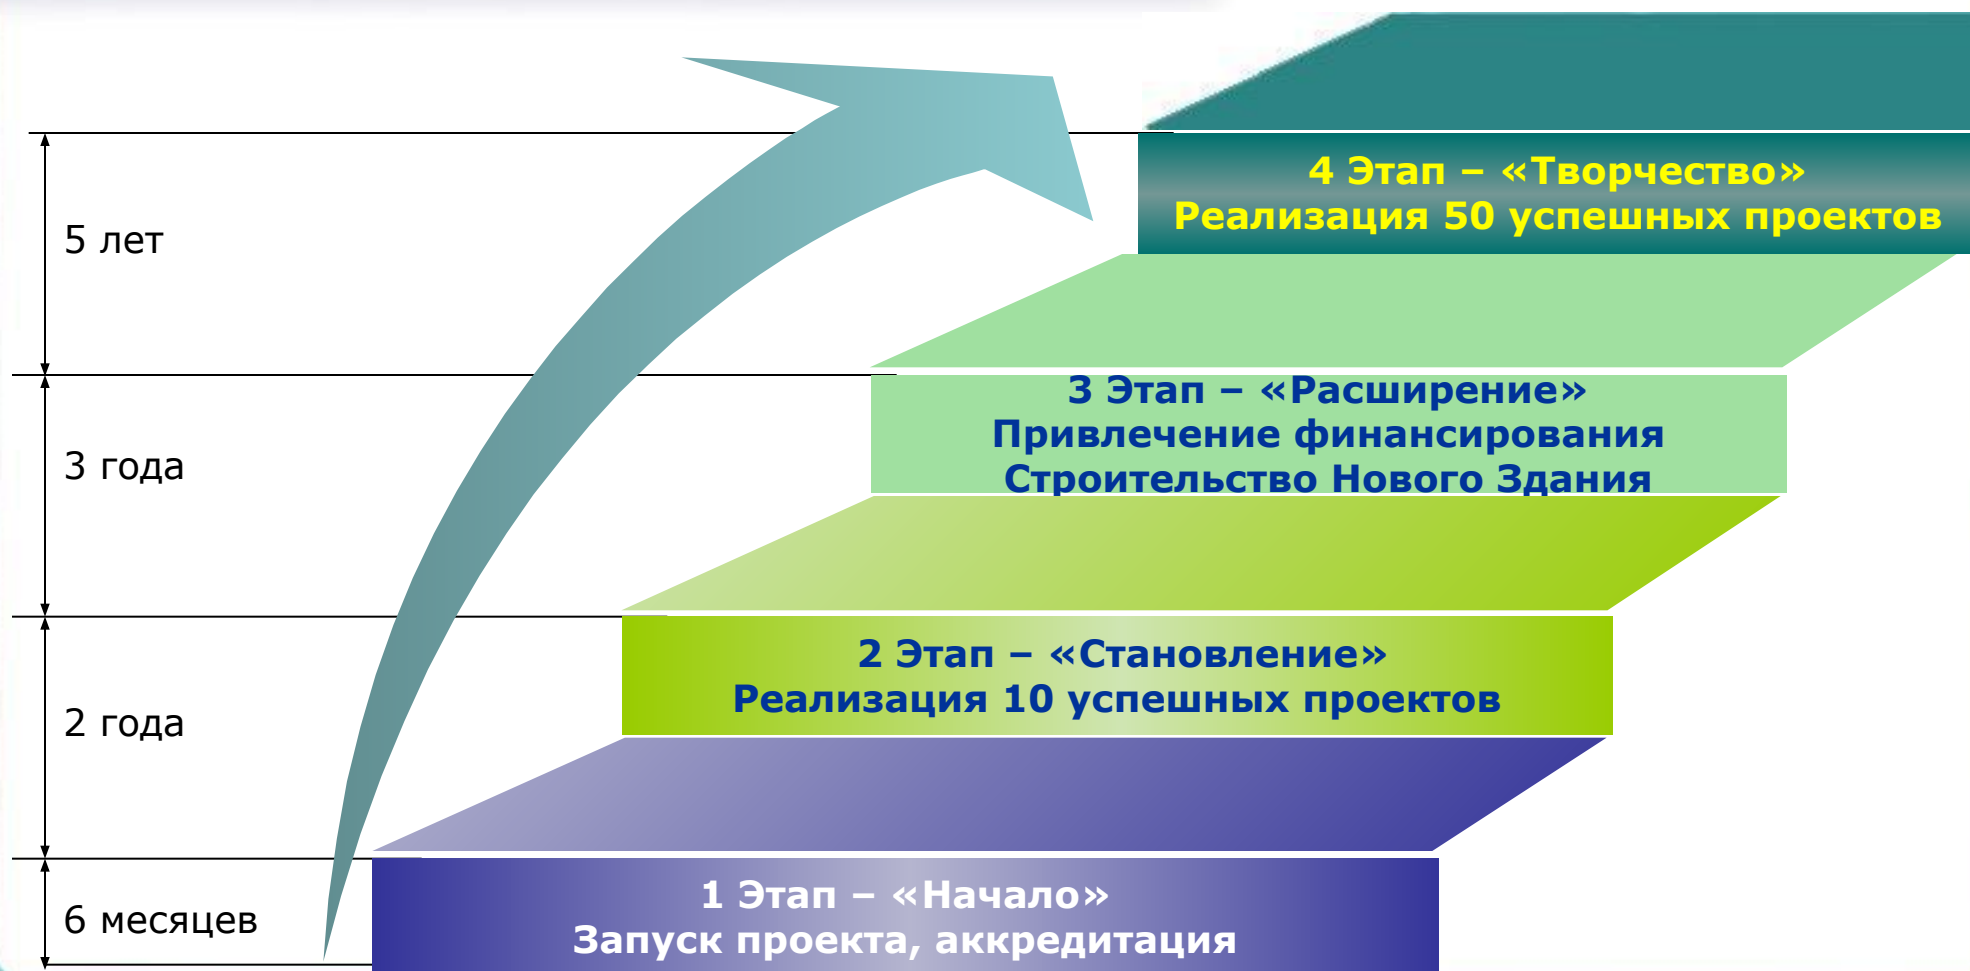 4 Этап – «Творчество»
Реализация 50 успешных проектов
5 лет
3 Этап – «Расширение»
Привлечение финансирования
Строительство Нового Здания
3 года
2 Этап – «Становление»
Реализация 10 успешных проектов
2 года
1 Этап – «Начало»
Запуск проекта, аккредитация
6 месяцев